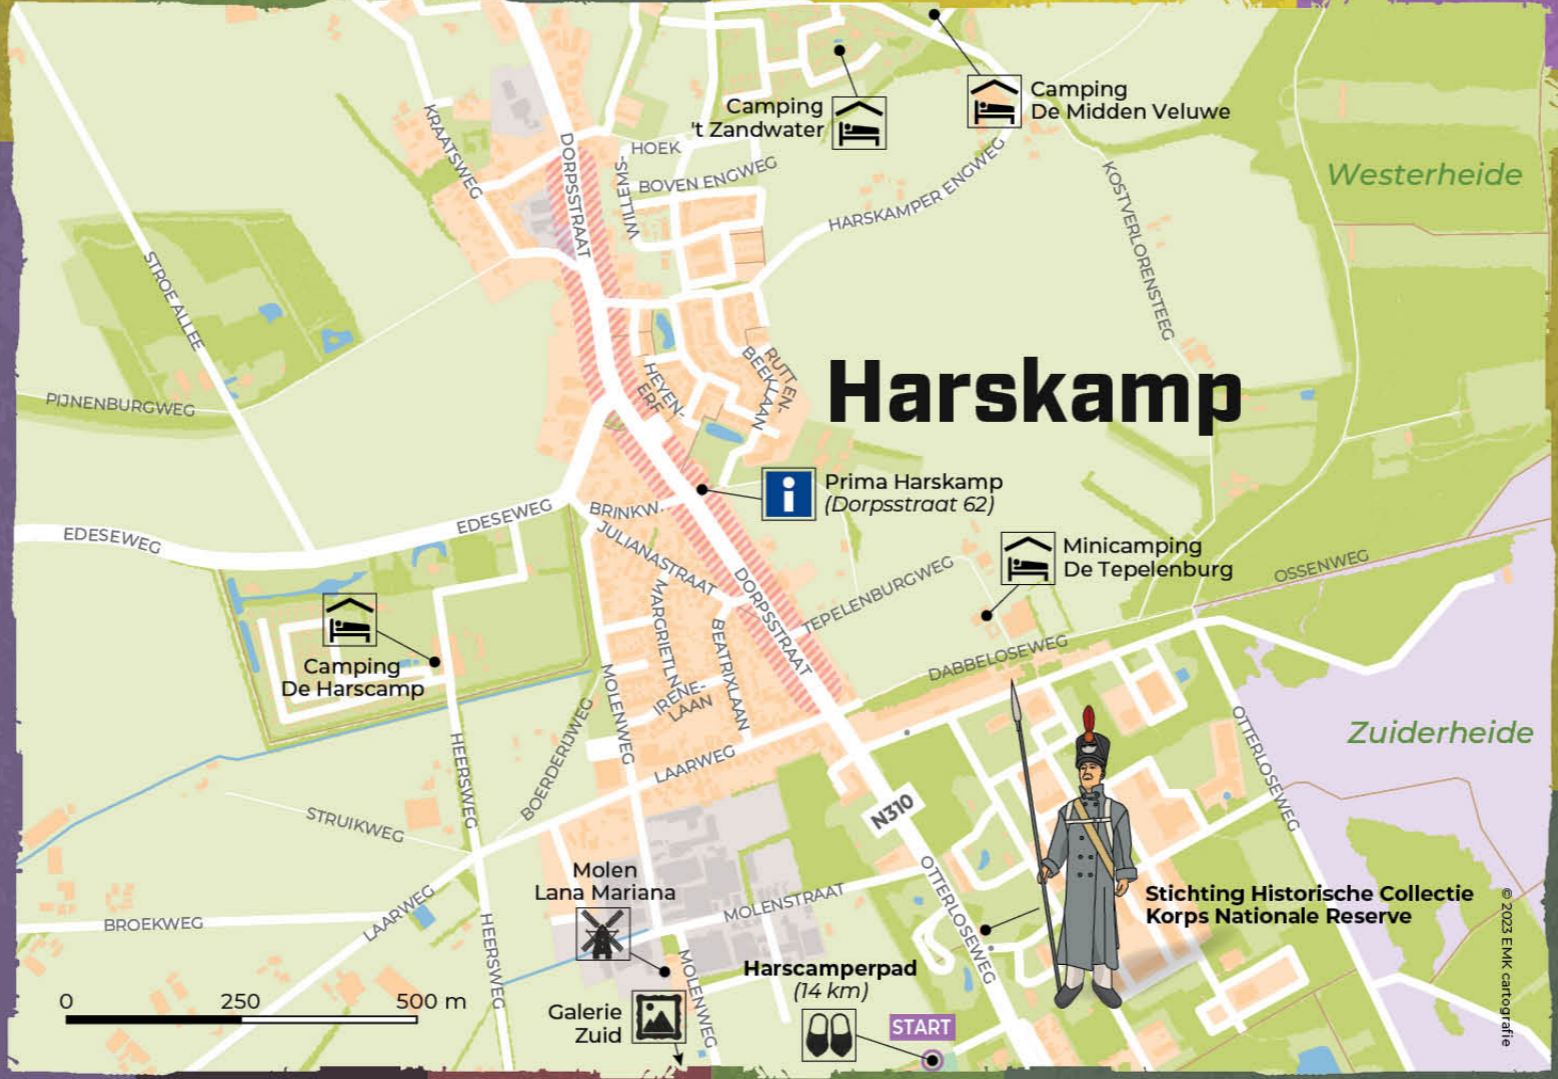 Camping
De Midden Veluwe
Camping
't Zandwater
KRAATSWEG
DORPSSTRAAT
WILLEMS-
HOEK
BOVEN ENGWEG
HARSKAMPER ENGWEG
KOSTVERLORENSTEEG
Westerheide
STROE ALLEE
PIJNENBURGWEG
HEVEN-
ERF
RUTTEN-
BEEKLAAN
Harskamp
Prima Harskamp
(Dorpsstraat 62)
EDESEWEG
EDESEWEG
BRINKW.
JULIANASTRAAT
MARGRIETLN.
BEATRIXLAAN
IRENE-
LAAN
DORPSSTRAAT
TEPELENBURGWEG
Minicamping
De Tepelenburg
OSSENWEG
DABBELOSEWEG
Camping
De Harscamp
MOLENWEG
HEERSWEG
BOERDERIJWEG
LAARWEG
STRUIKWEG
OTTERLOSEWEG
Zuiderheide
N310
Molen
Lana Mariana
MOLENSTRAAT
OTTERLOSEWEG
Stichting Historische Collectie
Korps Nationale Reserve
BROEKWEG
LAARWEG
HEERSWEG
MOLENWEG
Harscamperpad
(14 km)
START
Galerie
Zuid
0 250 500 m
© 2023 EMK cartografie